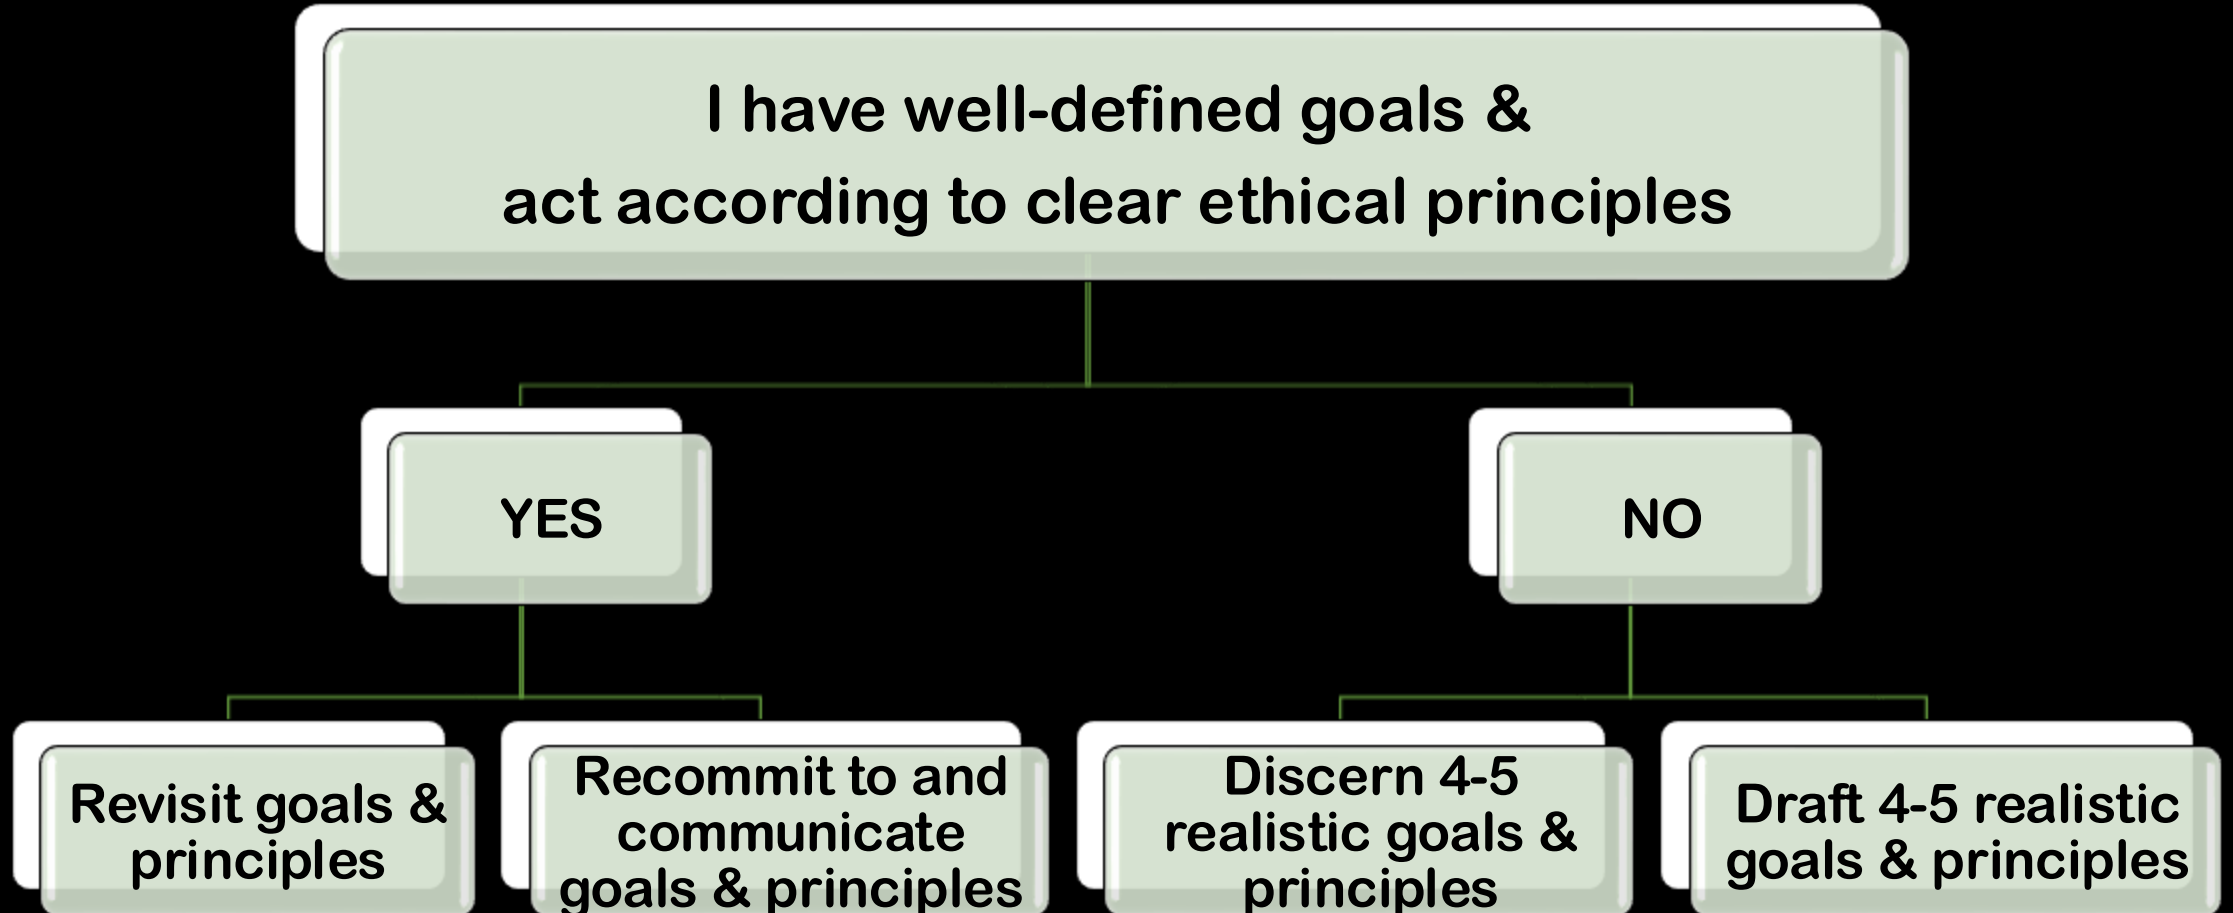 I have well-defined goals &
act according to clear ethical principles
YES
NO
Revisit goals &
principles
Recommit to and
communicate
goals & principles
Discern 4-5
realistic goals &
principles
Draft 4-5 realistic
goals & principles